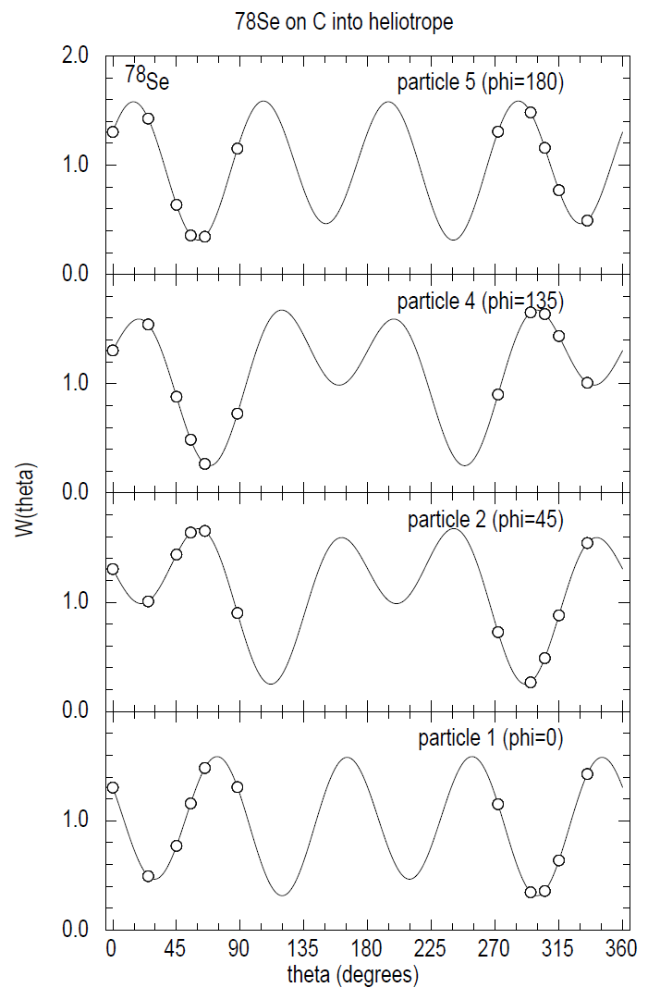 78Se on C into heliotrope
2.0
78Se
particle 5 (phi=180)
1.0
0.0
particle 4 (phi=135)
1.0
0.0
W(theta)
particle 2 (phi=45)
1.0
0.0
particle 1 (phi=0)
1.0
0.0
0 45 90 135 180 225 270 315 360
theta (degrees)